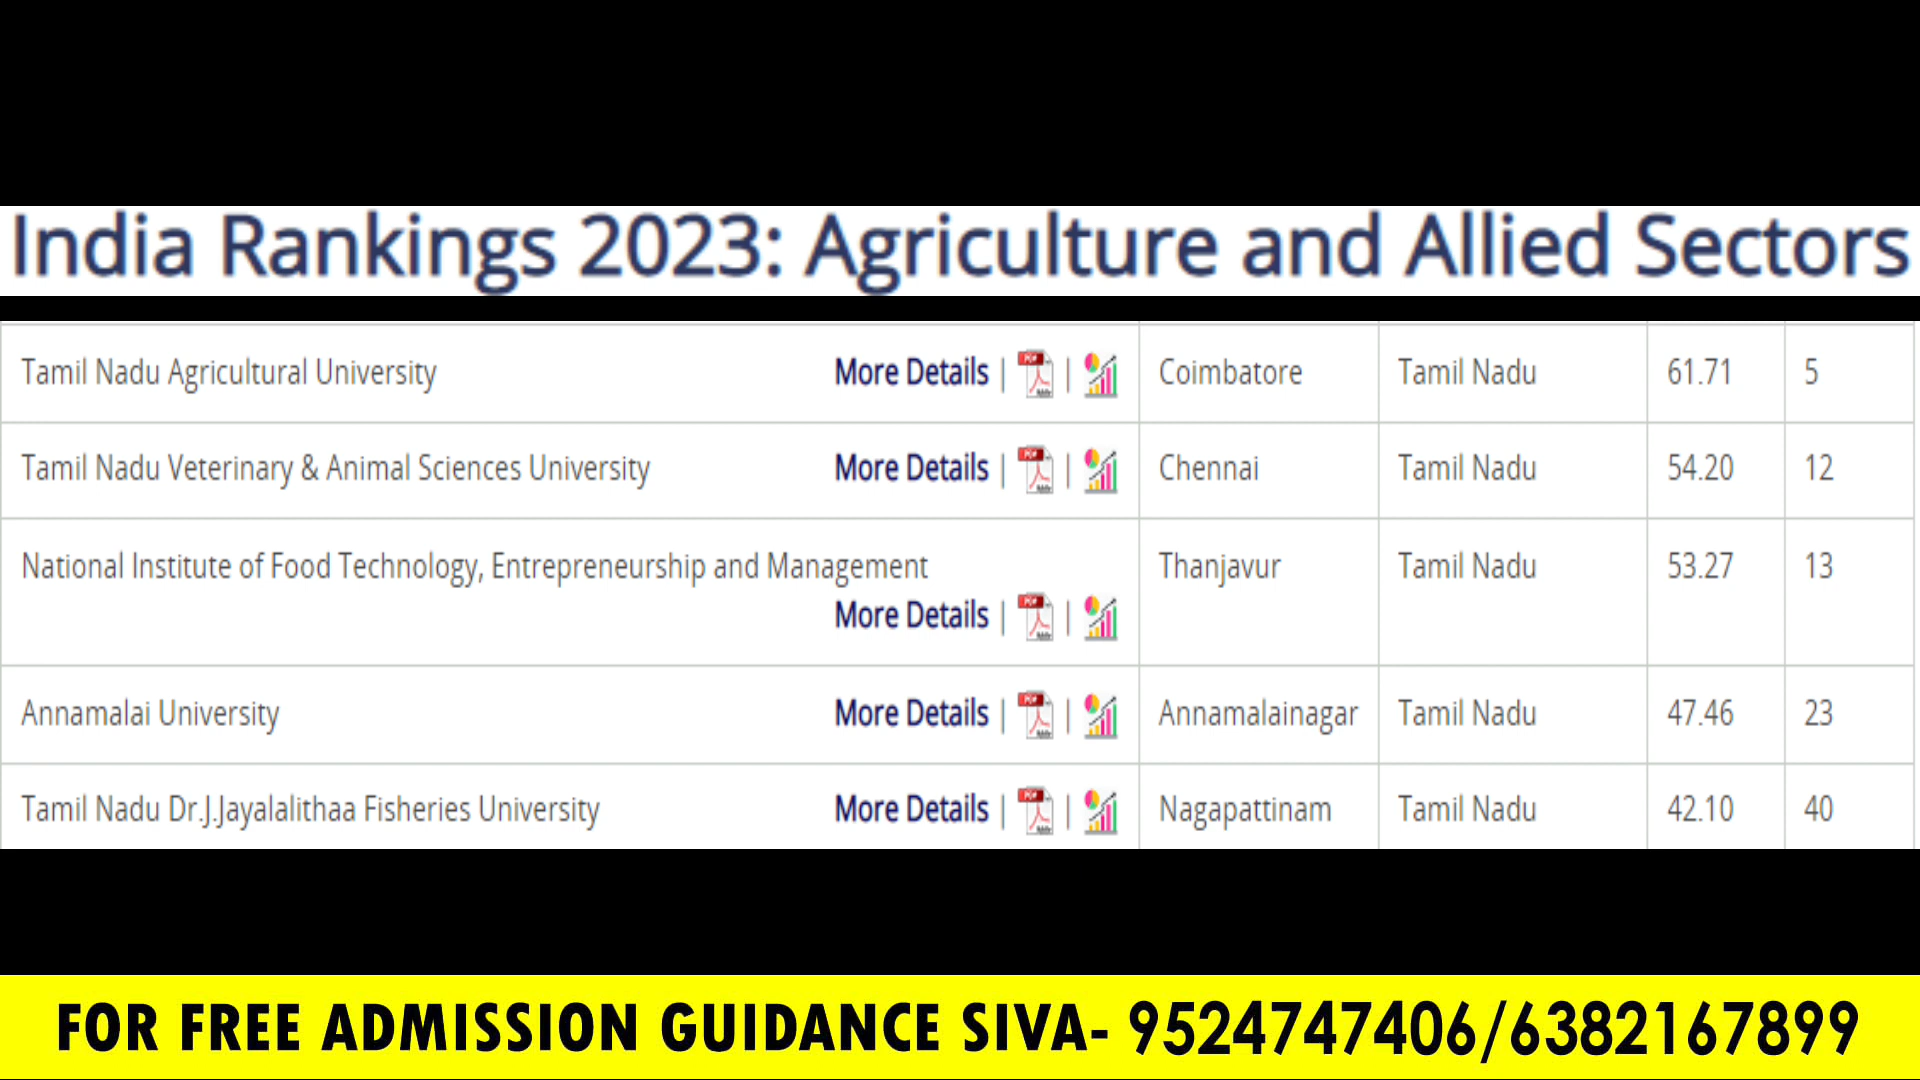 India Rankings 2023: Agriculture and Allied Sectors
Tamil Nadu Agricultural University More Details | | Coimbatore Tamil Nadu 61.71 5
Tamil Nadu Veterinary & Animal Sciences University More Details | | Chennai Tamil Nadu 54.20 12
National Institute of Food Technology, Entrepreneurship and Management Thanjavur Tamil Nadu 53.27 13
More Details | |
Annamalai University More Details | | Annamalainagar Tamil Nadu 47.46 23
Tamil Nadu Dr.J.Jayalalithaa Fisheries University More Details | | Nagapattinam Tamil Nadu 42.10 40
FOR FREE ADMISSION GUIDANCE SIVA- 9524747406/6382167899